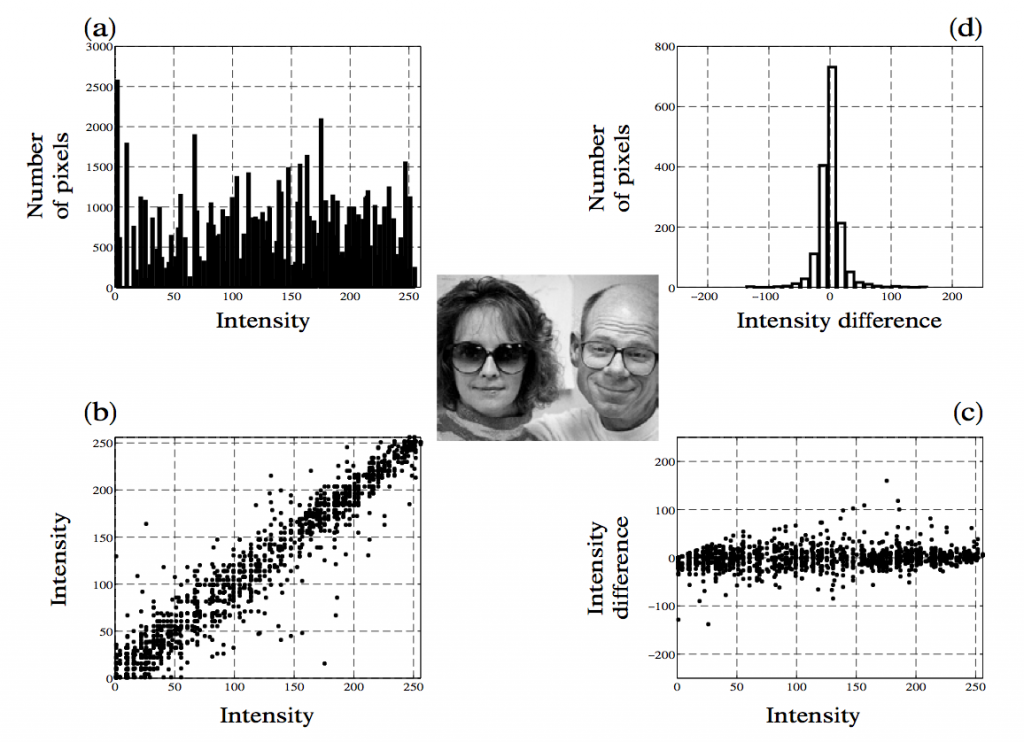 (a)
3000
2500
2000
1500
1000
500
0
0 50 100 150 200 250
Number
of pixels
Intensity
(d)
800
600
400
200
0
−200 −100 0 100 200
Number
of pixels
Intensity difference
(b)
250
200
150
100
50
0
0 50 100 150 200 250
Intensity
Intensity
(c)
200
100
0
−100
−200
0 50 100 150 200 250
Intensity
difference
Intensity